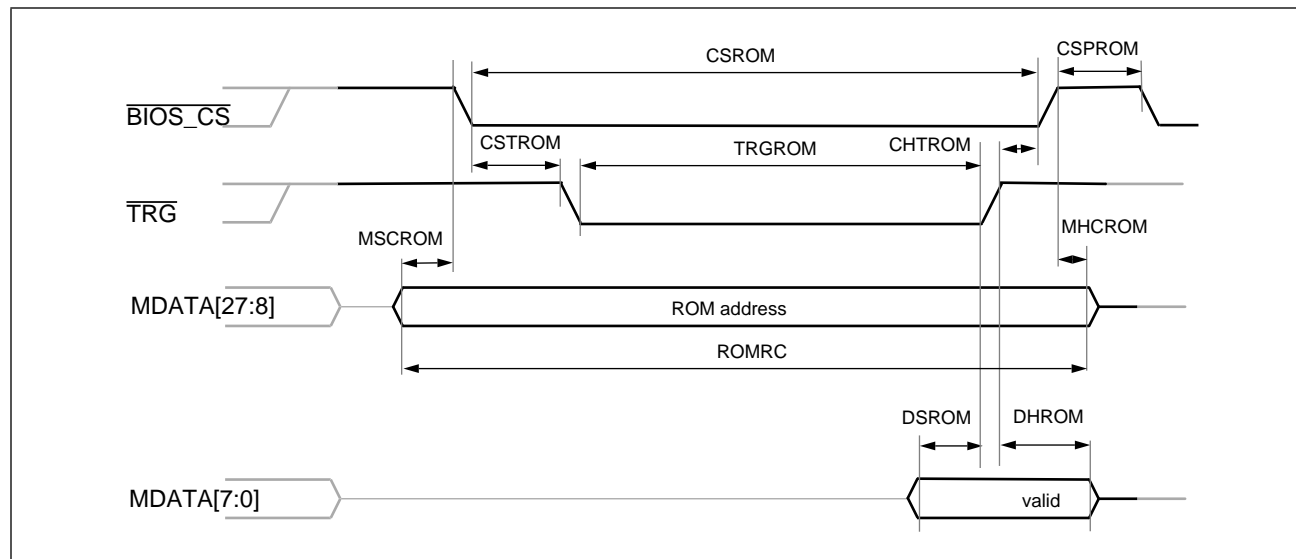 CSROM
CSPROM
BIOS_CS
CSTROM
TRGROM
CHTROM
TRG
MSCROM
MHCROM
MDATA[27:8]
ROM address
ROMRC
DSROM
DHROM
MDATA[7:0]
valid